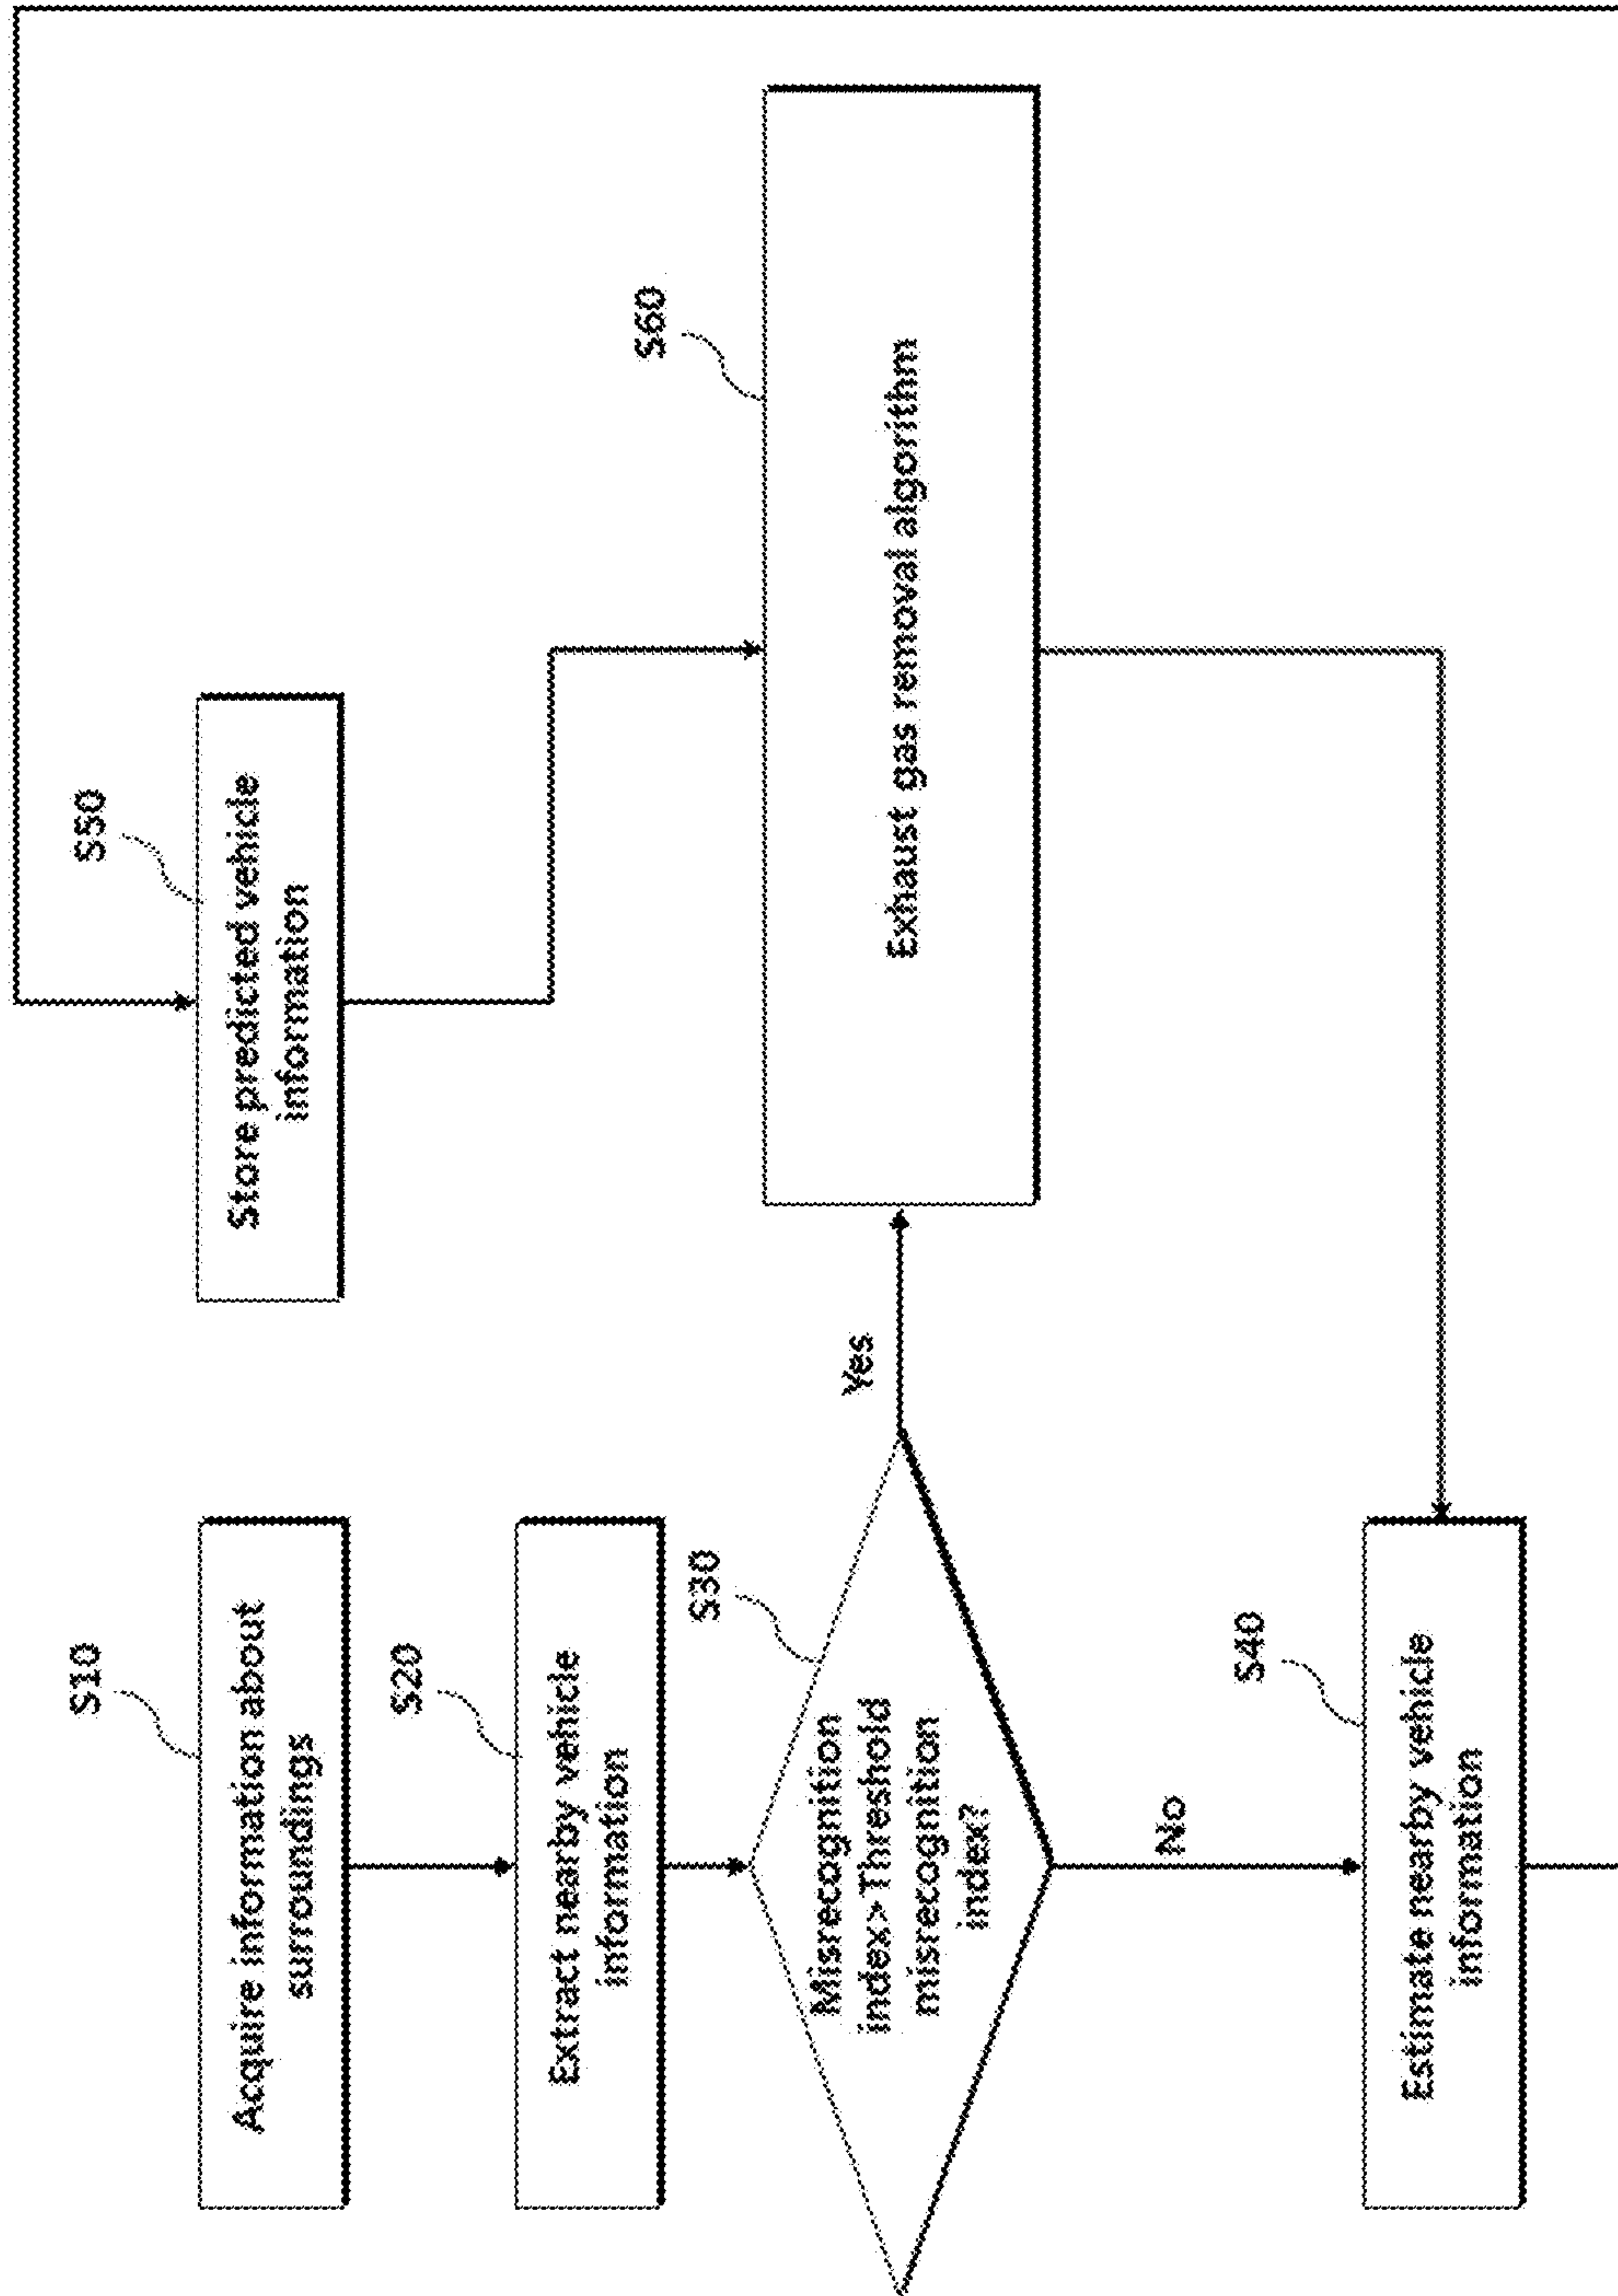 S10
Acquire information about
surroundings
S20
Extract nearby vehicle
information
S30
Misrecognition
index>Threshold
misrecognition
index?
Yes
No
S40
Estimate nearby vehicle
information
S50
Store predicted vehicle
information
S60
Exhaust gas removal algorithm